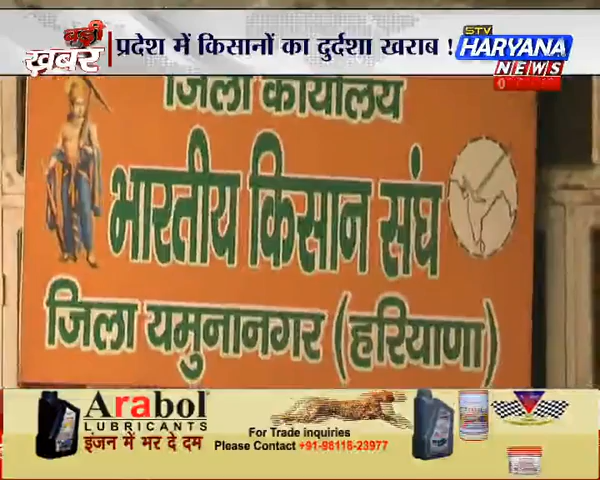 बड़ी
ख़बर
प्रदेश में किसानों का दुर्दशा खराब !
STV
HARYANA
NEWS
जिला कार्यालय
भारतीय किसान संघ
जिला यमुनानगर (हरियाणा)
Arabol
LUBRICANTS
इंजन में भर दे दम
For Trade inquiries
Please Contact +91-98118-23977